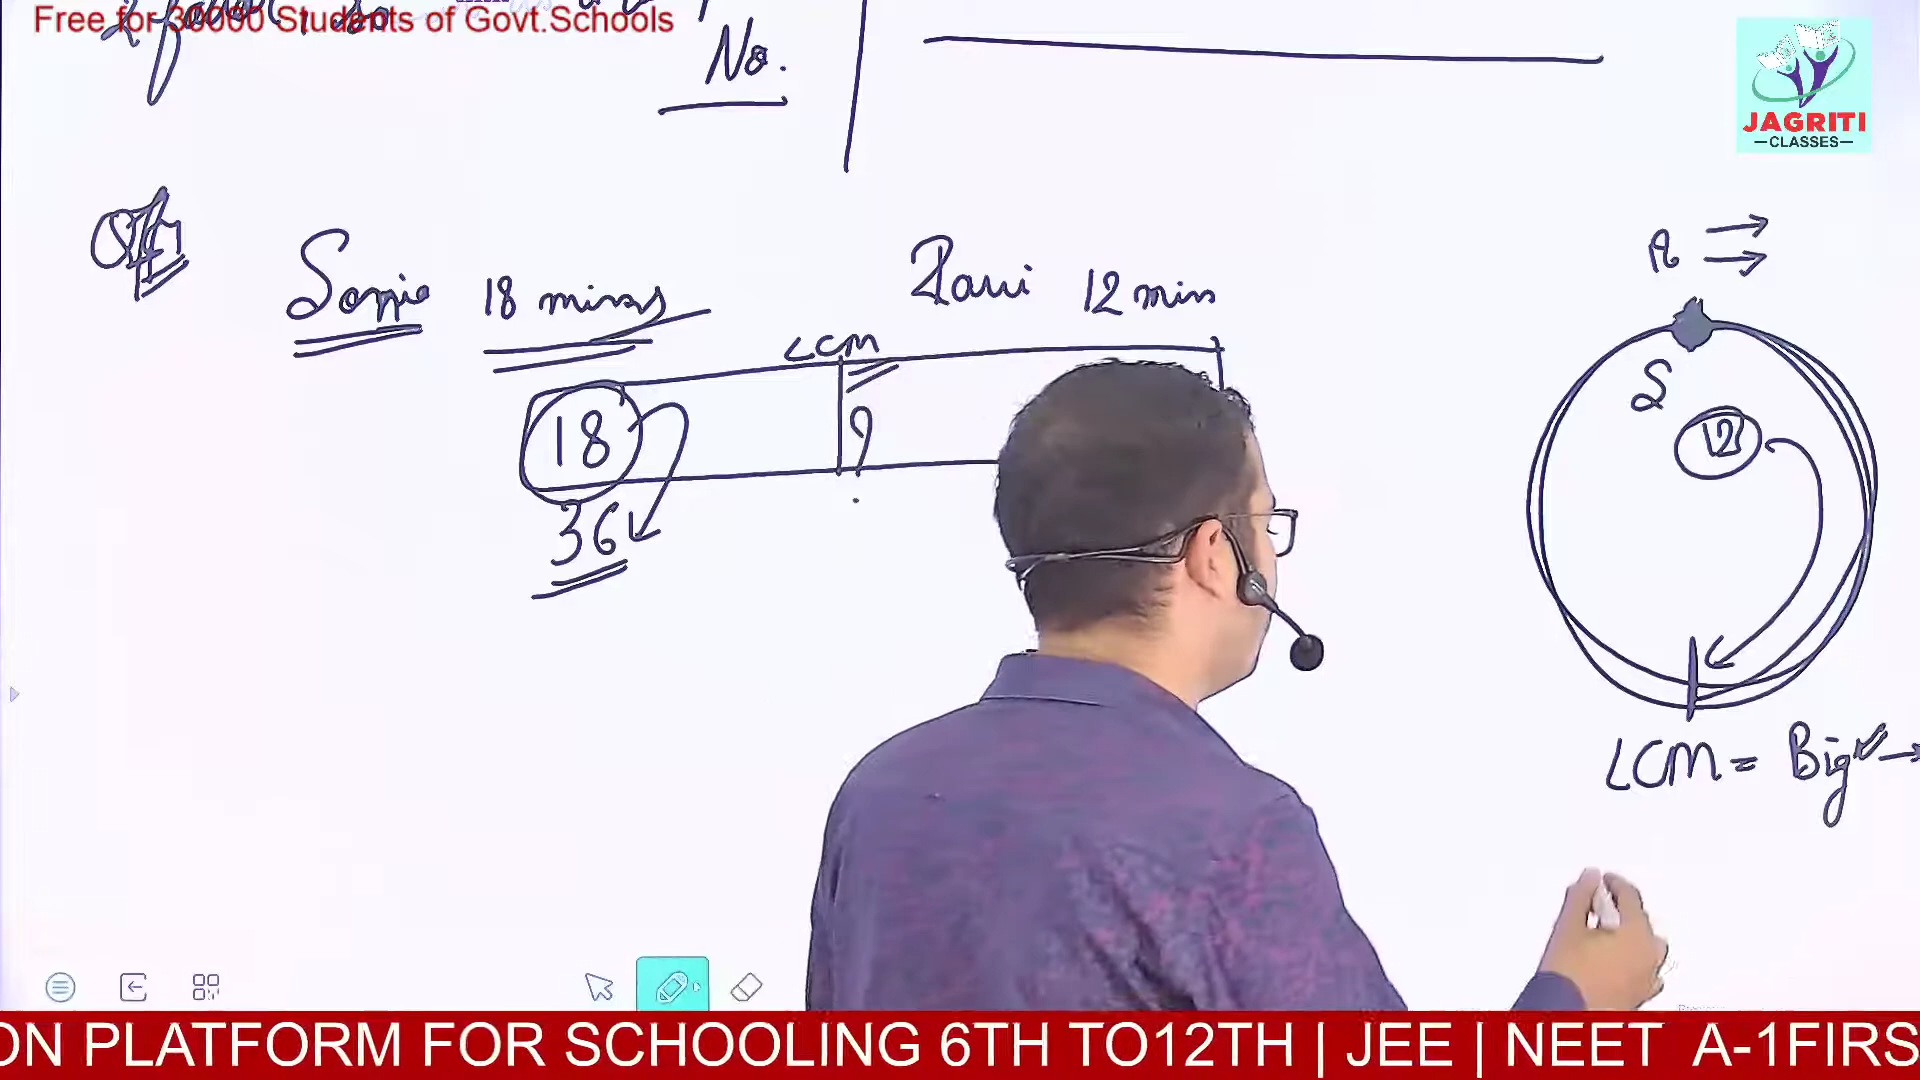 Free for 30000 Students of Govt.Schools
No.
JAGRITI
CLASSES
Q7
Sonia 18 mins Ravi 12 min
LCM
18 ?
36
R
S
12
LCM = Big
ON PLATFORM FOR SCHOOLING 6TH TO12TH | JEE | NEET A-1FIRS